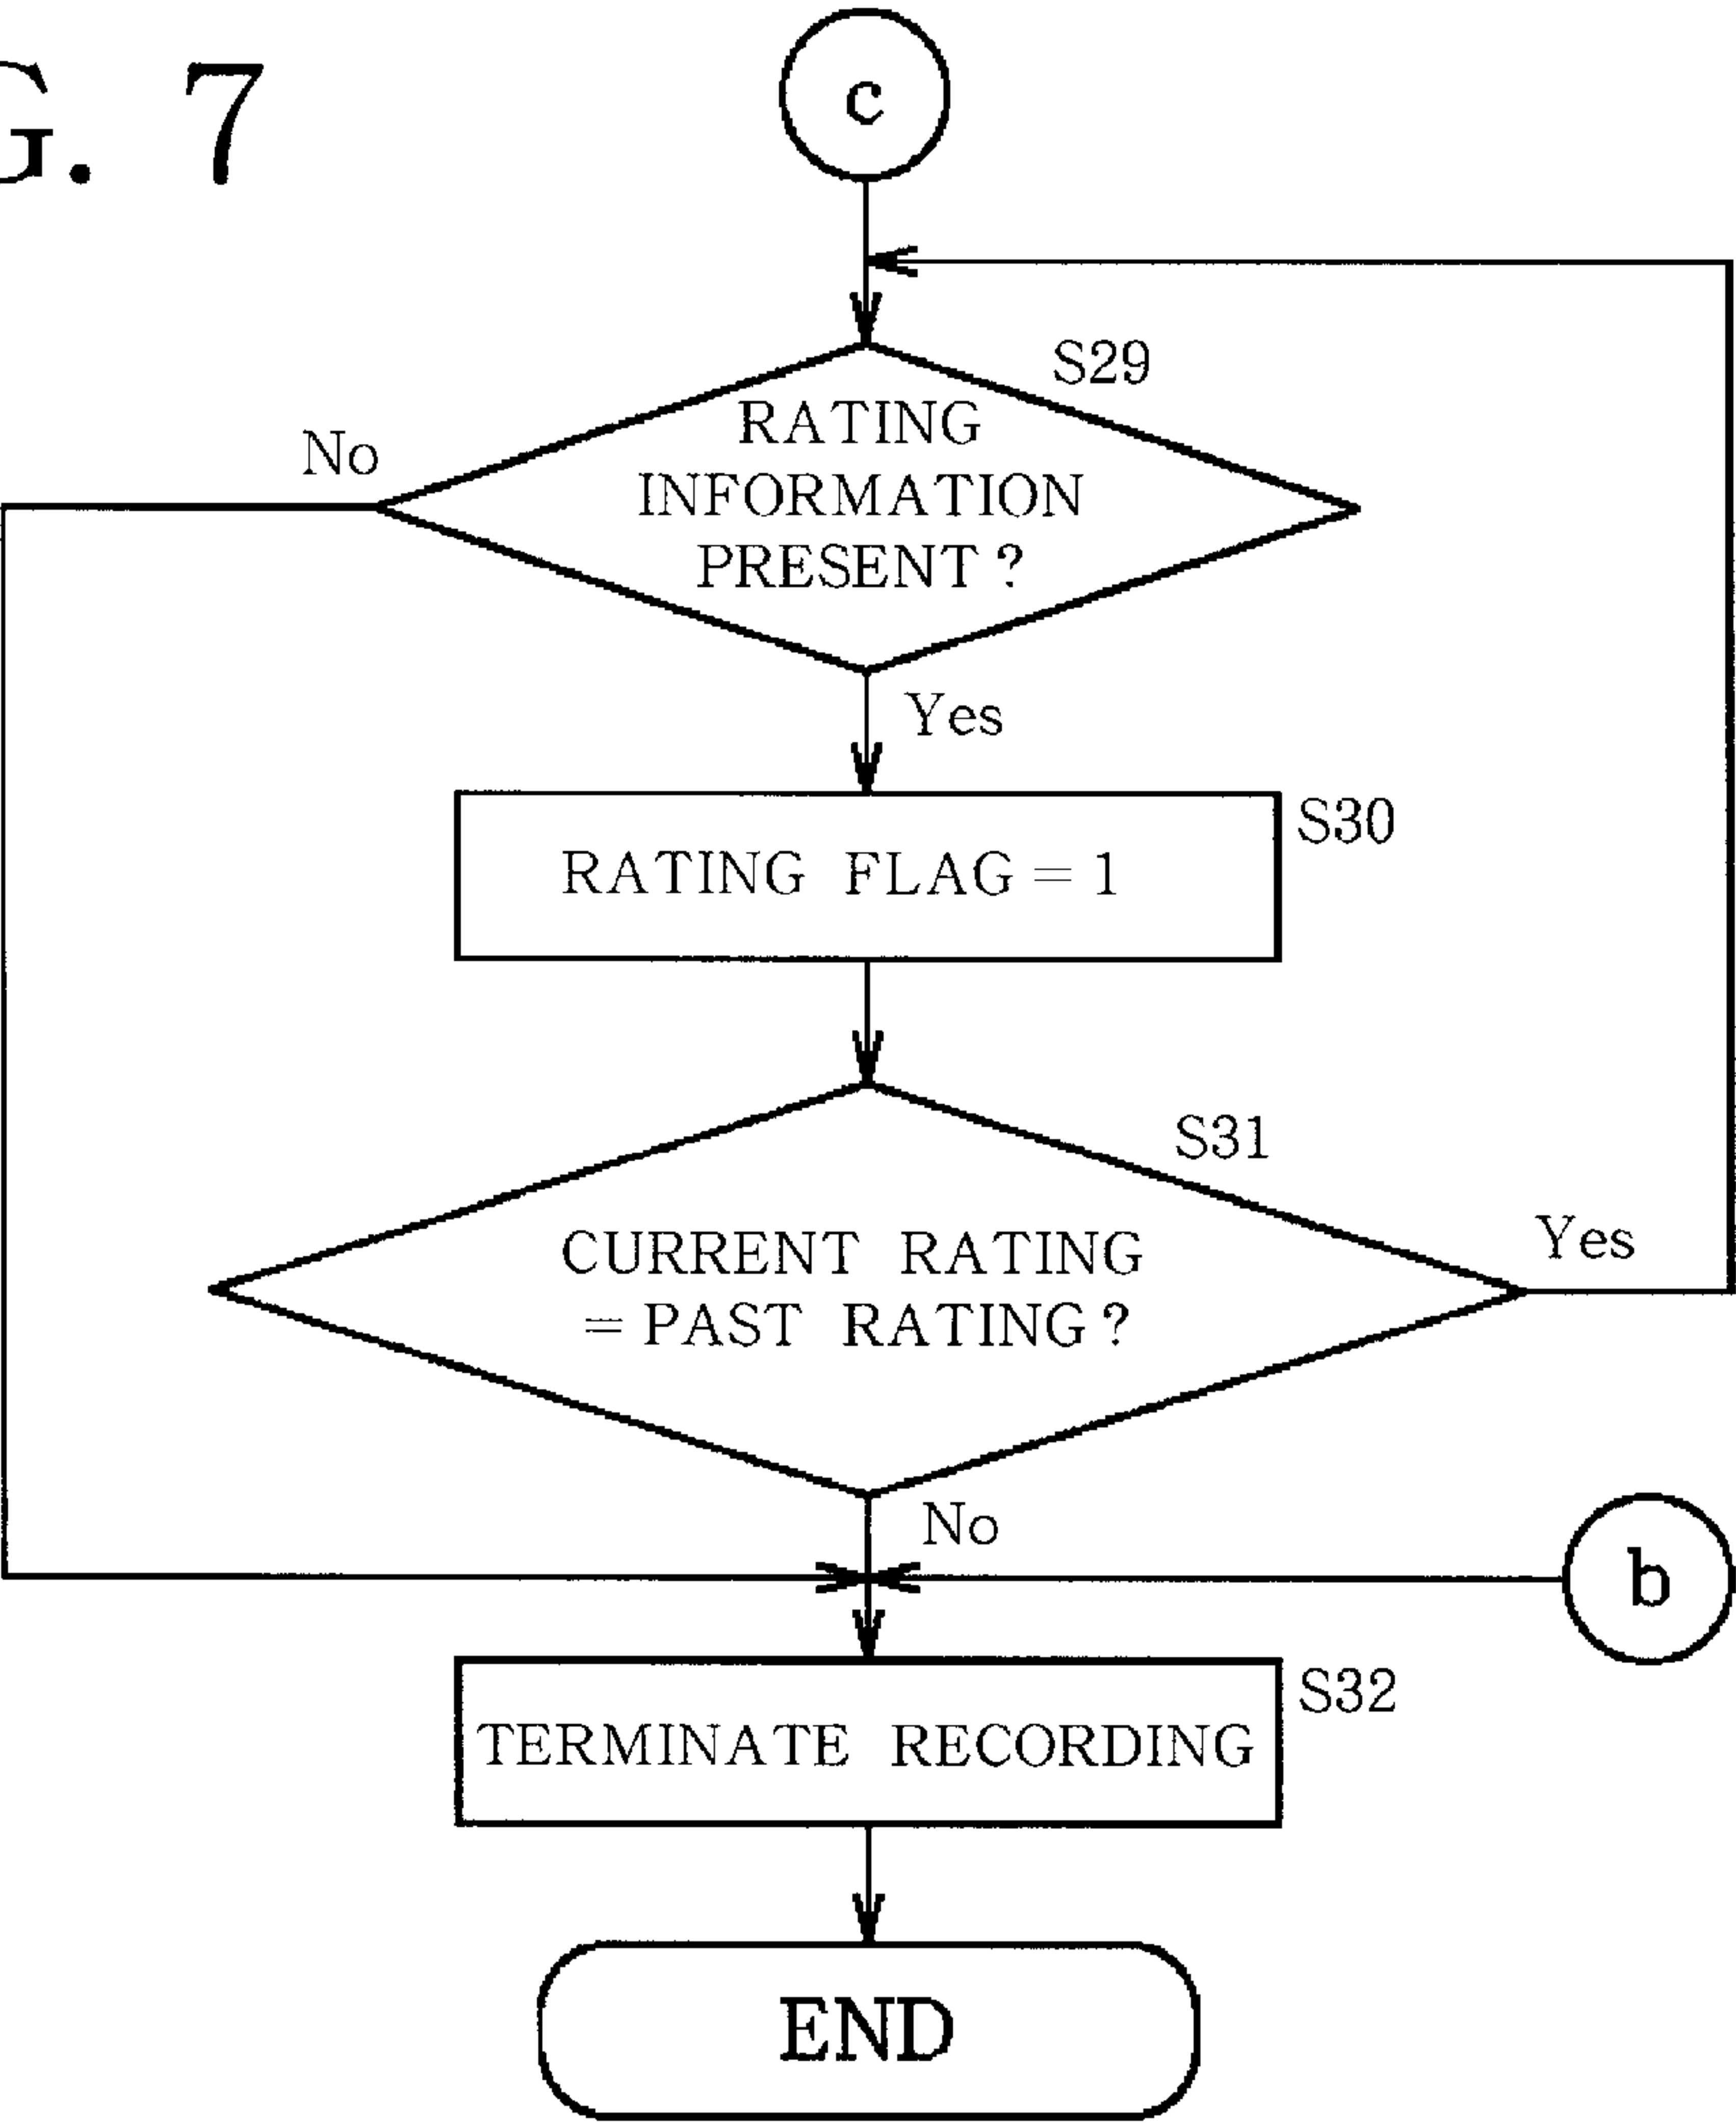 G. 7
c
S29
RATING
INFORMATION
PRESENT?
No
Yes
S30
RATING FLAG = 1
S31
CURRENT RATING
= PAST RATING?
Yes
No
b
S32
TERMINATE RECORDING
END